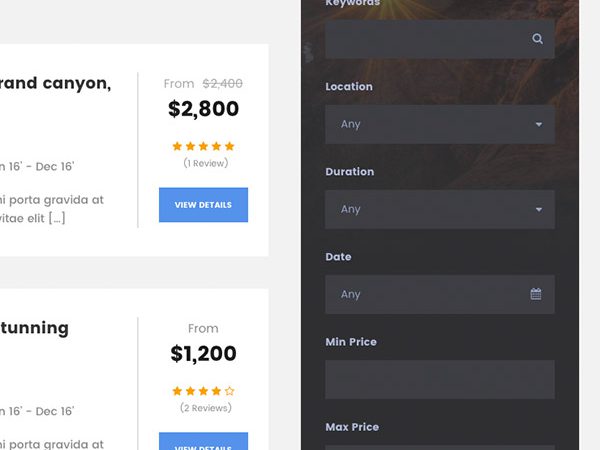 rand canyon,
From $2,400
$2,800
(1 Review)
n 16' - Dec 16'
ni porta gravida at
vitae elit [...]
VIEW DETAILS
tunning
From
$1,200
(2 Reviews)
n 16' - Dec 16'
ni porta gravida at
VIEW DETAILS
Keywords
Location
Any
Duration
Any
Date
Any
Min Price
Max Price